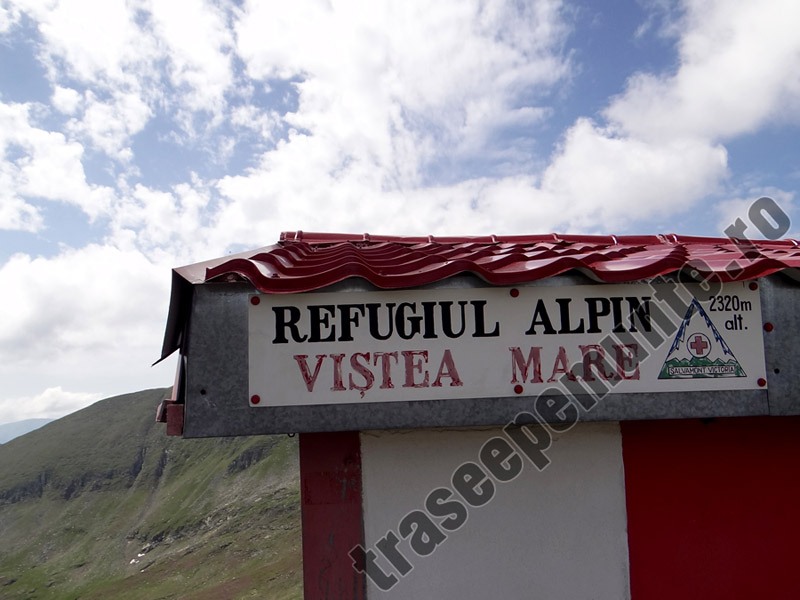 REFUGIUL ALPIN
VIȘTEA MARE
2320m
alt.
SALVAMONT VICTORIA
traseepemunte.ro